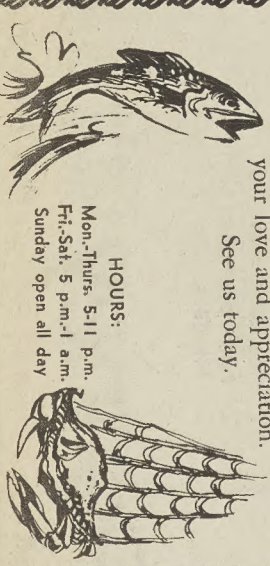 your love and appreciation.
See us today.
HOURS:
Mon.-Thurs. 5-11 p.m.
Fri.-Sat. 5 p.m.-1 a.m.
Sunday open all day